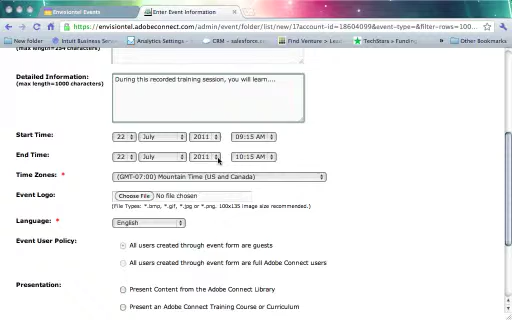 Envisiontel Events
Enter Event Information
https://envisiontel.adobeconnect.com/admin/event/folder/list/new/1?account-id=18604099&event-type=&filter-rows=100...
New folder
Intuit Business Servic
Analytics Settings -
CRM - salesforce
Find Venture > Lea
TechStars » Funding
Other Bookmarks
(max length=254 characters)
Detailed Information:
(max length=1000 characters)
During this recorded training session, you will learn....
Start Time:
22 July 2011 09:15 AM
End Time:
22 July 2011 10:15 AM
Time Zones: *
(GMT-07:00) Mountain Time (US and Canada)
Event Logo:
Choose File No file chosen
(File Types: *.bmp, *.gif, *.jpg or *.png. 100x135 image size recommended.)
Language: *
English
Event User Policy:
All users created through event form are guests
All users created through event form are full Adobe Connect users
Presentation:
Present Content from the Adobe Connect Library
Present an Adobe Connect Training Course or Curriculum